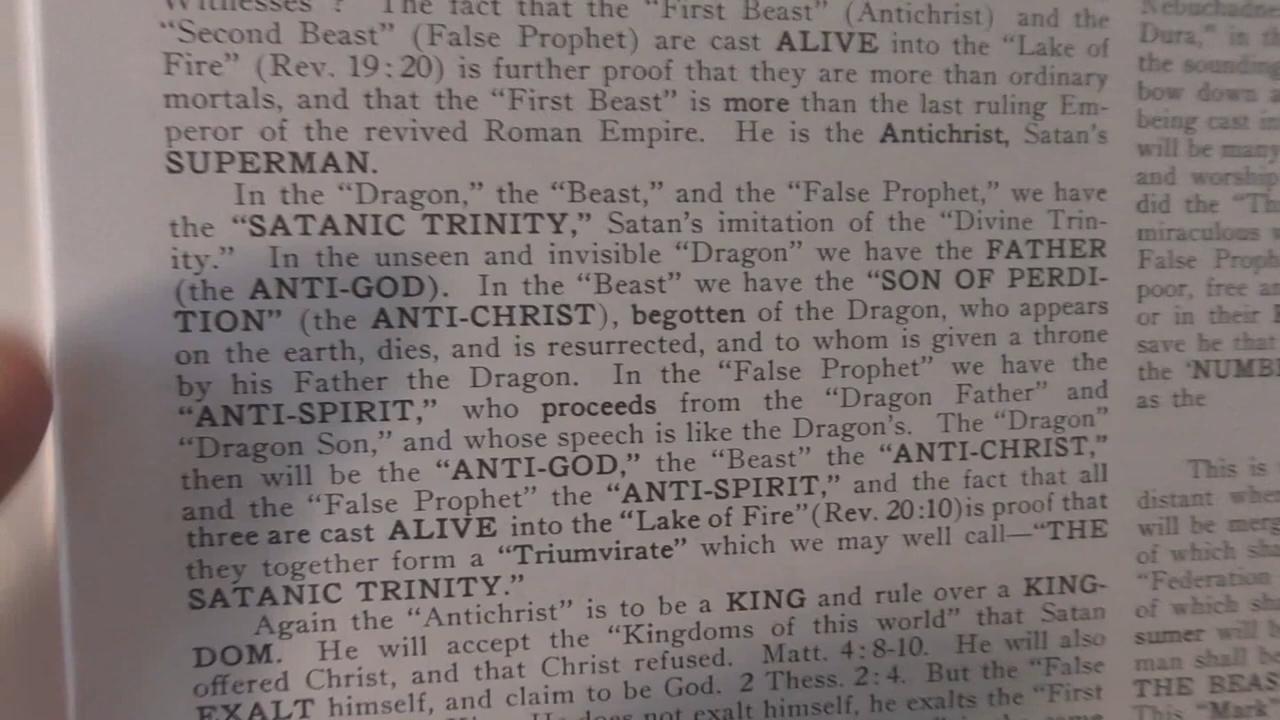 Witnesses ? The fact that the “First Beast” (Antichrist) and the
“Second Beast” (False Prophet) are cast ALIVE into the “Lake of
Fire” (Rev. 19:20) is further proof that they are more than ordinary
mortals, and that the “First Beast” is more than the last ruling Em-
peror of the revived Roman Empire. He is the Antichrist, Satan’s
SUPERMAN.
In the “Dragon,” the “Beast,” and the “False Prophet,” we have
the “SATANIC TRINITY,” Satan’s imitation of the “Divine Trin-
ity.” In the unseen and invisible “Dragon” we have the FATHER
(the ANTI-GOD). In the “Beast” we have the “SON OF PERDI-
TION” (the ANTI-CHRIST), begotten of the Dragon, who appears
on the earth, dies, and is resurrected, and to whom is given a throne
by his Father the Dragon. In the “False Prophet” we have the
“ANTI-SPIRIT,” who proceeds from the “Dragon Father” and
“Dragon Son,” and whose speech is like the Dragon’s. The “Dragon”
then will be the “ANTI-GOD,” the “Beast” the “ANTI-CHRIST,”
and the “False Prophet” the “ANTI-SPIRIT,” and the fact that all
three are cast ALIVE into the “Lake of Fire”(Rev. 20:10)is proof that
they together form a “Triumvirate” which we may well call—“THE
SATANIC TRINITY.”
Again the “Antichrist” is to be a KING and rule over a KING-
DOM. He will accept the “Kingdoms of this world” that Satan
offered Christ, and that Christ refused. Matt. 4:8-10. He will also
EXALT himself, and claim to be God. 2 Thess. 2:4. But the “False
He does not exalt himself, he exalts the “First
Nebuchadne
Dura,” in th
the sounding
bow down a
being cast in
will be many
and worship
did the “Th
miraculous
False Proph
poor, free an
or in their
save he that
the ‘NUMBE
as the
This is
distant when
will be merg
of which sha
“Federation
of which sh
sumer will b
man shall be
THE BEAS
This “Mark”